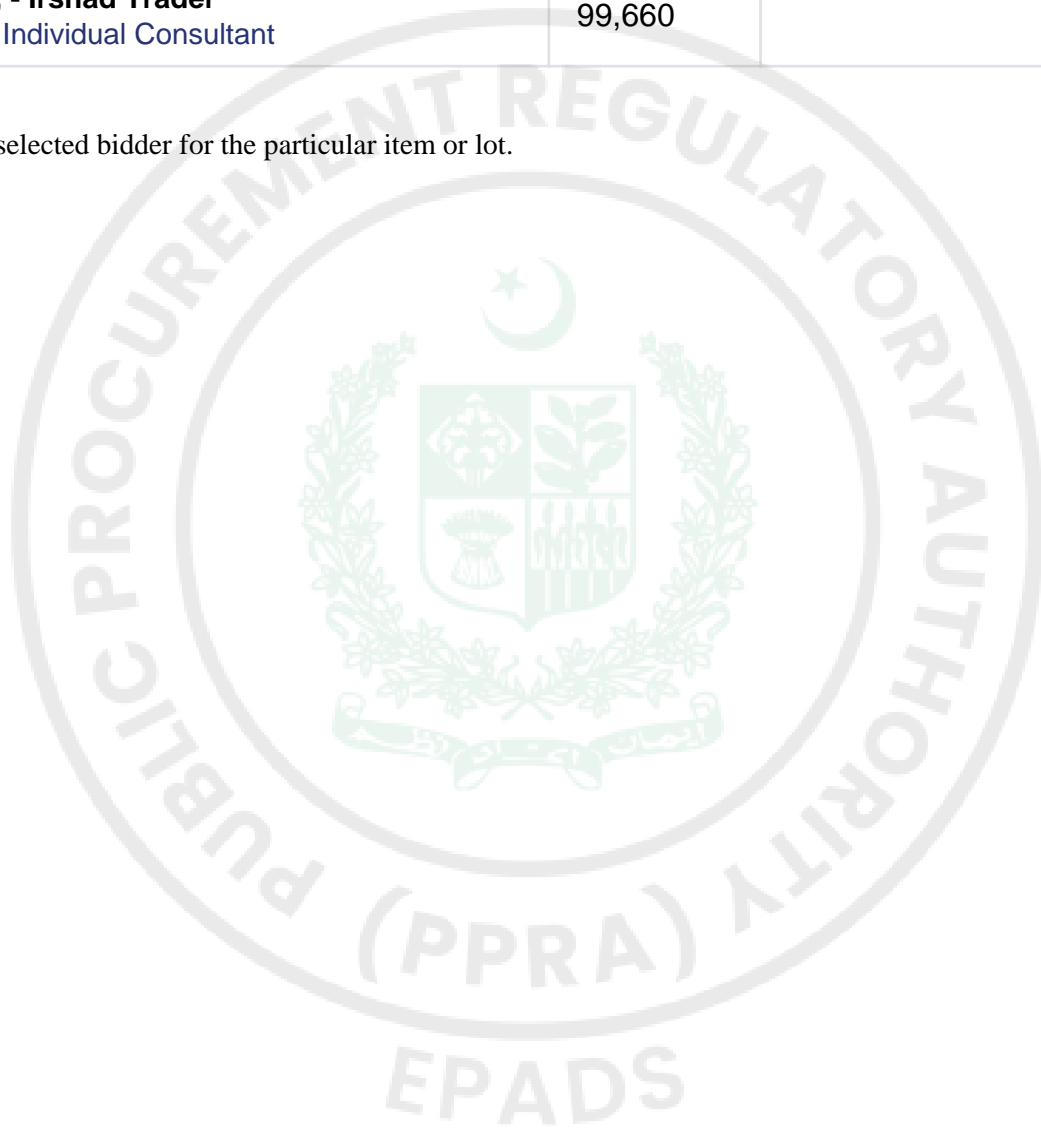 - Irshad Trader
Individual Consultant
99,660
selected bidder for the particular item or lot.
PUBLIC PROCUREMENT REGULATORY AUTHORITY
(PPRA)
EPADS